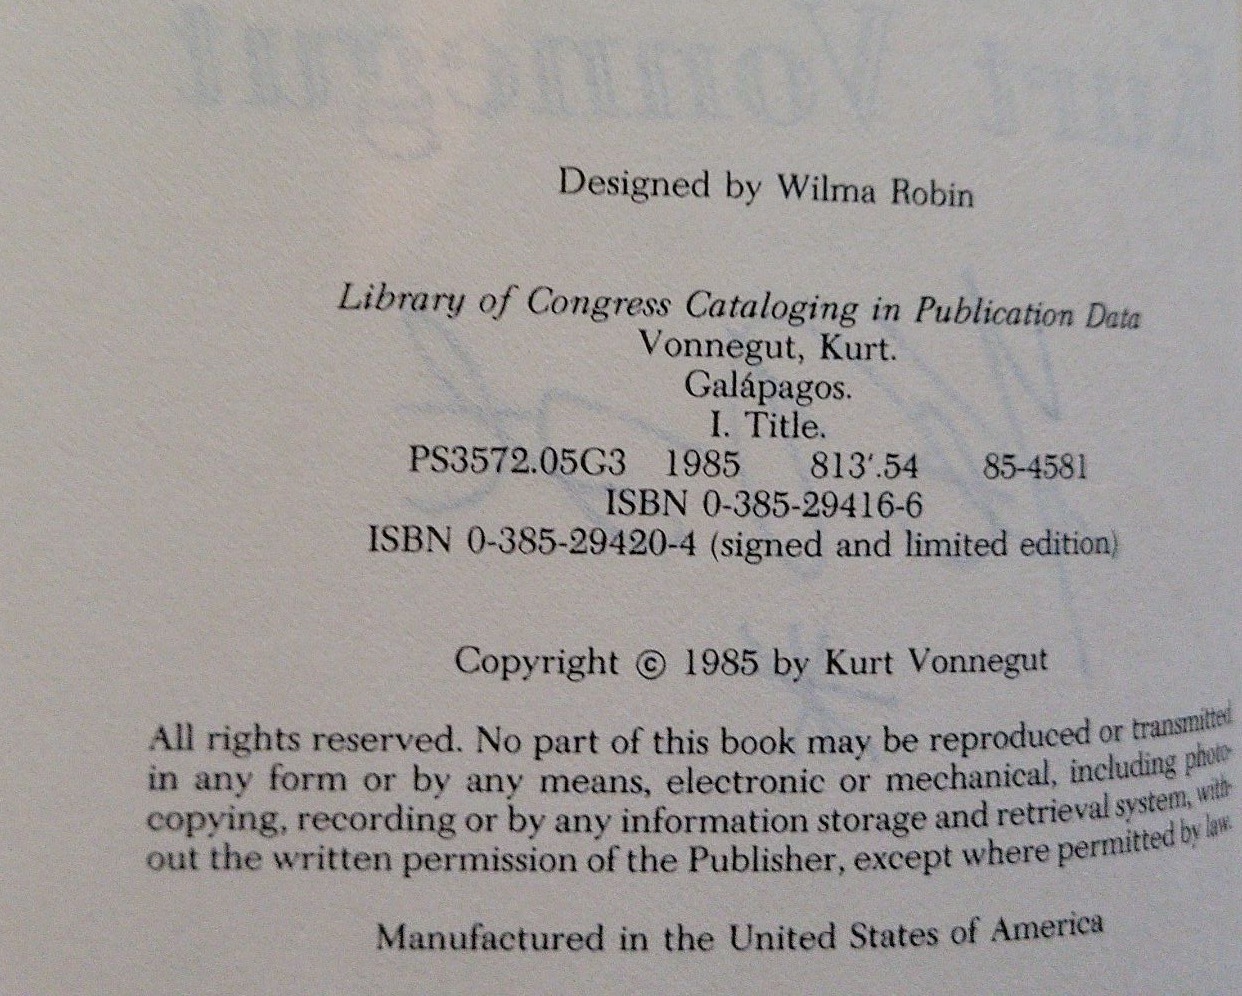 Designed by Wilma Robin
Library of Congress Cataloging in Publication Data
Vonnegut, Kurt.
Galápagos.
I. Title.
PS3572.05G3 1985 813'.54 85-4581
ISBN 0-385-29416-6
ISBN 0-385-29420-4 (signed and limited edition)
Copyright © 1985 by Kurt Vonnegut
All rights reserved. No part of this book may be reproduced or transmitted
in any form or by any means, electronic or mechanical, including photo-
copying, recording or by any information storage and retrieval system, with-
out the written permission of the Publisher, except where permitted by law.
Manufactured in the United States of America